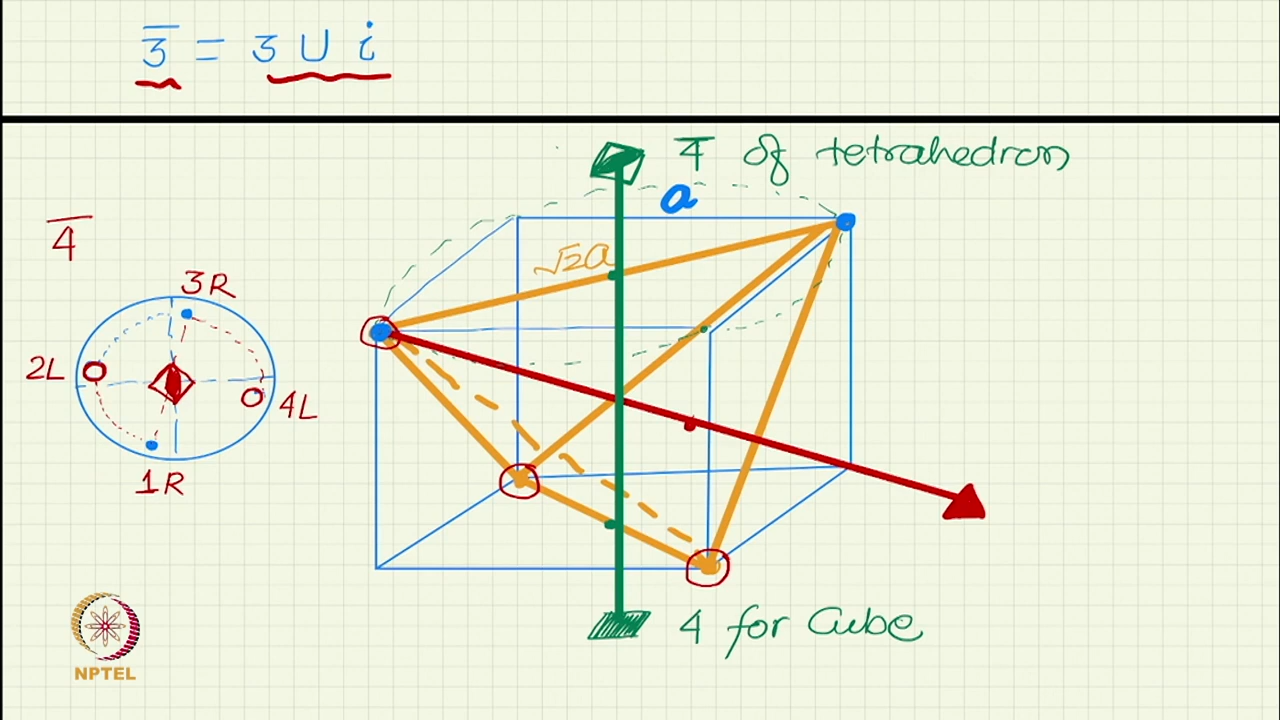 3̅ = 3 U i
4̅ of tetrahedron
a
4̅
√2a
3R
2L
4L
1R
4 for Cube
NPTEL